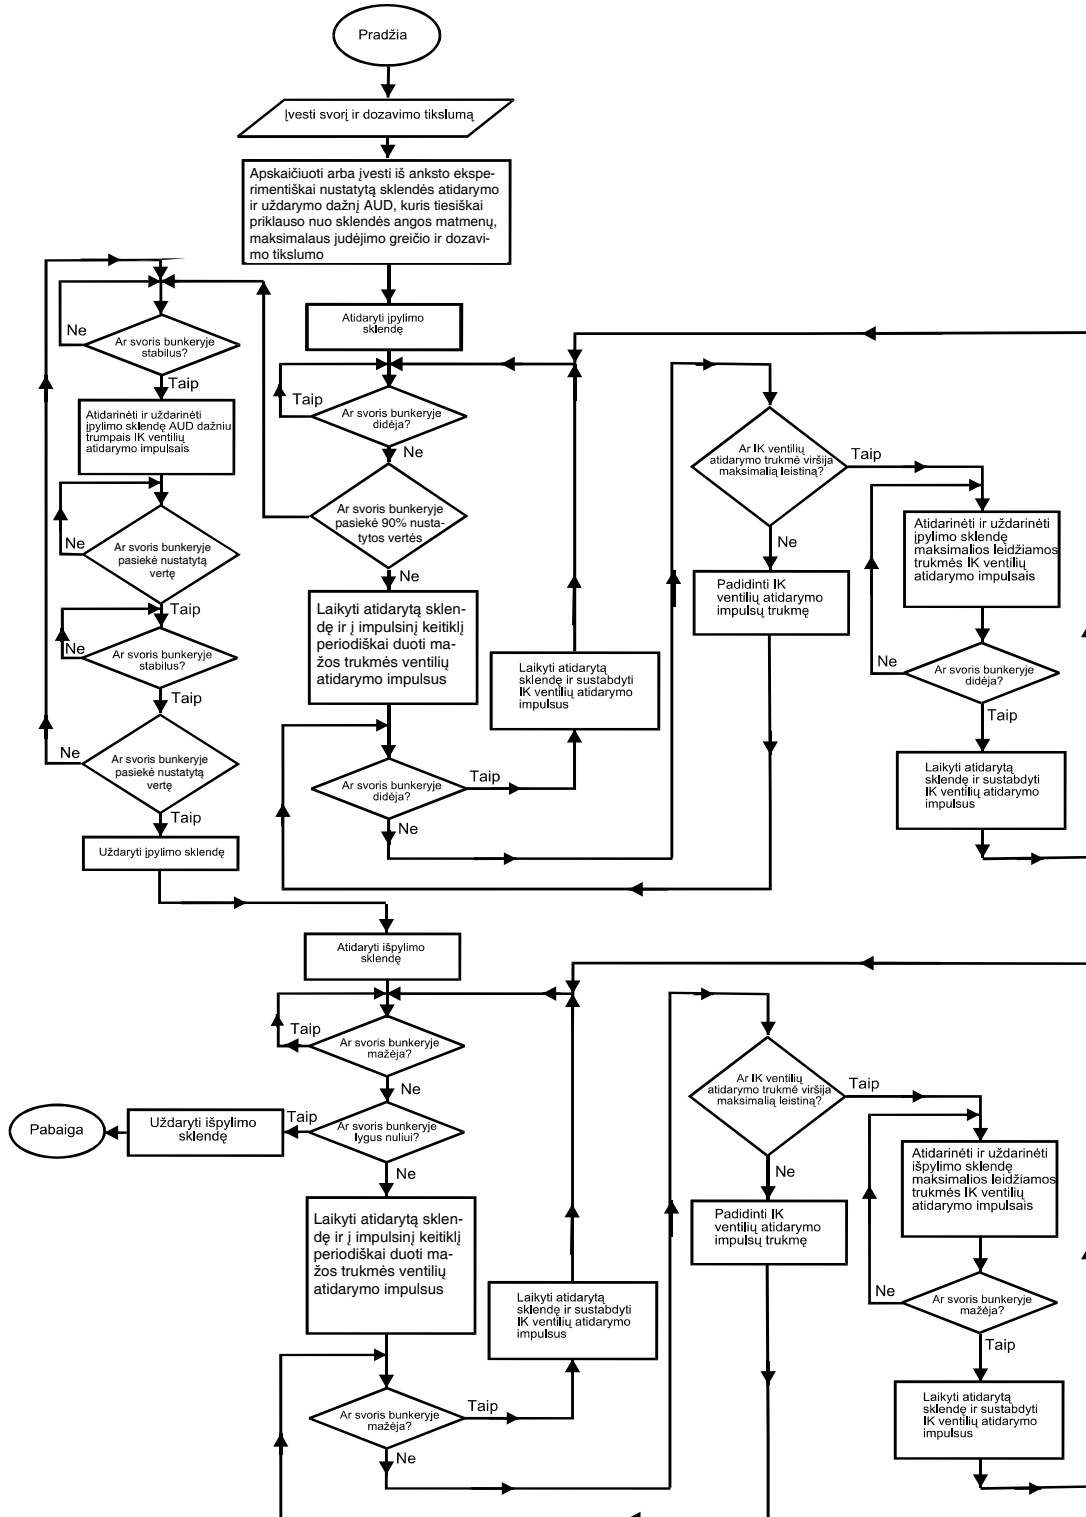 Pradžia
Įvesti svorį ir dozavimo tikslumą
Apskaičiuoti arba įvesti iš anksto ekspe-
rimentiškai nustatytą sklendės atidarymo
ir uždarymo dažnį AUD, kuris tiesiškai
priklauso nuo sklendės angos matmenų,
maksimalaus judėjimo greičio ir dozavi-
mo tikslumo
Atidaryti įpylimo
sklendę
Ar svoris bunkeryje
didėja?
Taip
Ne
Ar svoris bunkeryje
pasiekė 90% nusta-
tytos vertės
Ne
Laikyti atidarytą sklen-
dę ir į impulsinį keitiklį
periodiškai duoti ma-
žos trukmės ventilių
atidarymo impulsus
Ar svoris bunkeryje
didėja?
Taip
Ne
Laikyti atidarytą
sklendę ir sustabdyti
IK ventilių atidarymo
impulsus
Ar IK ventilių
atidarymo trukmė viršija
maksimalią leistiną?
Taip
Ne
Padidinti IK
ventilių atidarymo
impulsų trukmę
Atidarinėti ir uždarinėti
įpylimo sklendę
maksimalios leidžiamos
trukmės IK ventilių
atidarymo impulsais
Ne
Ar svoris bunkeryje
didėja?
Taip
Laikyti atidarytą
sklendę ir sustabdyti
IK ventilių atidarymo
impulsus
Ne
Ar svoris bunkeryje
stabilus?
Taip
Atidarinėti ir uždarinėti
įpylimo sklendę AUD dažniu
trumpais IK ventilių
atidarymo impulsais
Ne
Ar svoris bunkeryje
pasiekė nustatytą
vertę
Taip
Ne
Ar svoris bunkeryje
stabilus?
Taip
Ne
Ar svoris bunkeryje
pasiekė nustatytą
vertę
Taip
Uždaryti įpylimo sklendę
Atidaryti išpylimo
sklendę
Taip
Ar svoris bunkeryje
mažėja?
Ne
Ar svoris bunkeryje
lygus nuliui?
Taip
Uždaryti išpylimo
sklendę
Pabaiga
Ne
Laikyti atidarytą sklen-
dę ir į impulsinį keitiklį
periodiškai duoti ma-
žos trukmės ventilių
atidarymo impulsus
Ar svoris bunkeryje
mažėja?
Taip
Ne
Laikyti atidarytą
sklendę ir sustabdyti
IK ventilių atidarymo
impulsus
Ar IK ventilių
atidarymo trukmė viršija
maksimalią leistiną?
Taip
Ne
Padidinti IK
ventilių atidarymo
impulsų trukmę
Atidarinėti ir uždarinėti
išpylimo sklendę
maksimalios leidžiamos
trukmės IK ventilių
atidarymo impulsais
Ne
Ar svoris bunkeryje
mažėja?
Taip
Laikyti atidarytą
sklendę ir sustabdyti
IK ventilių atidarymo
impulsus